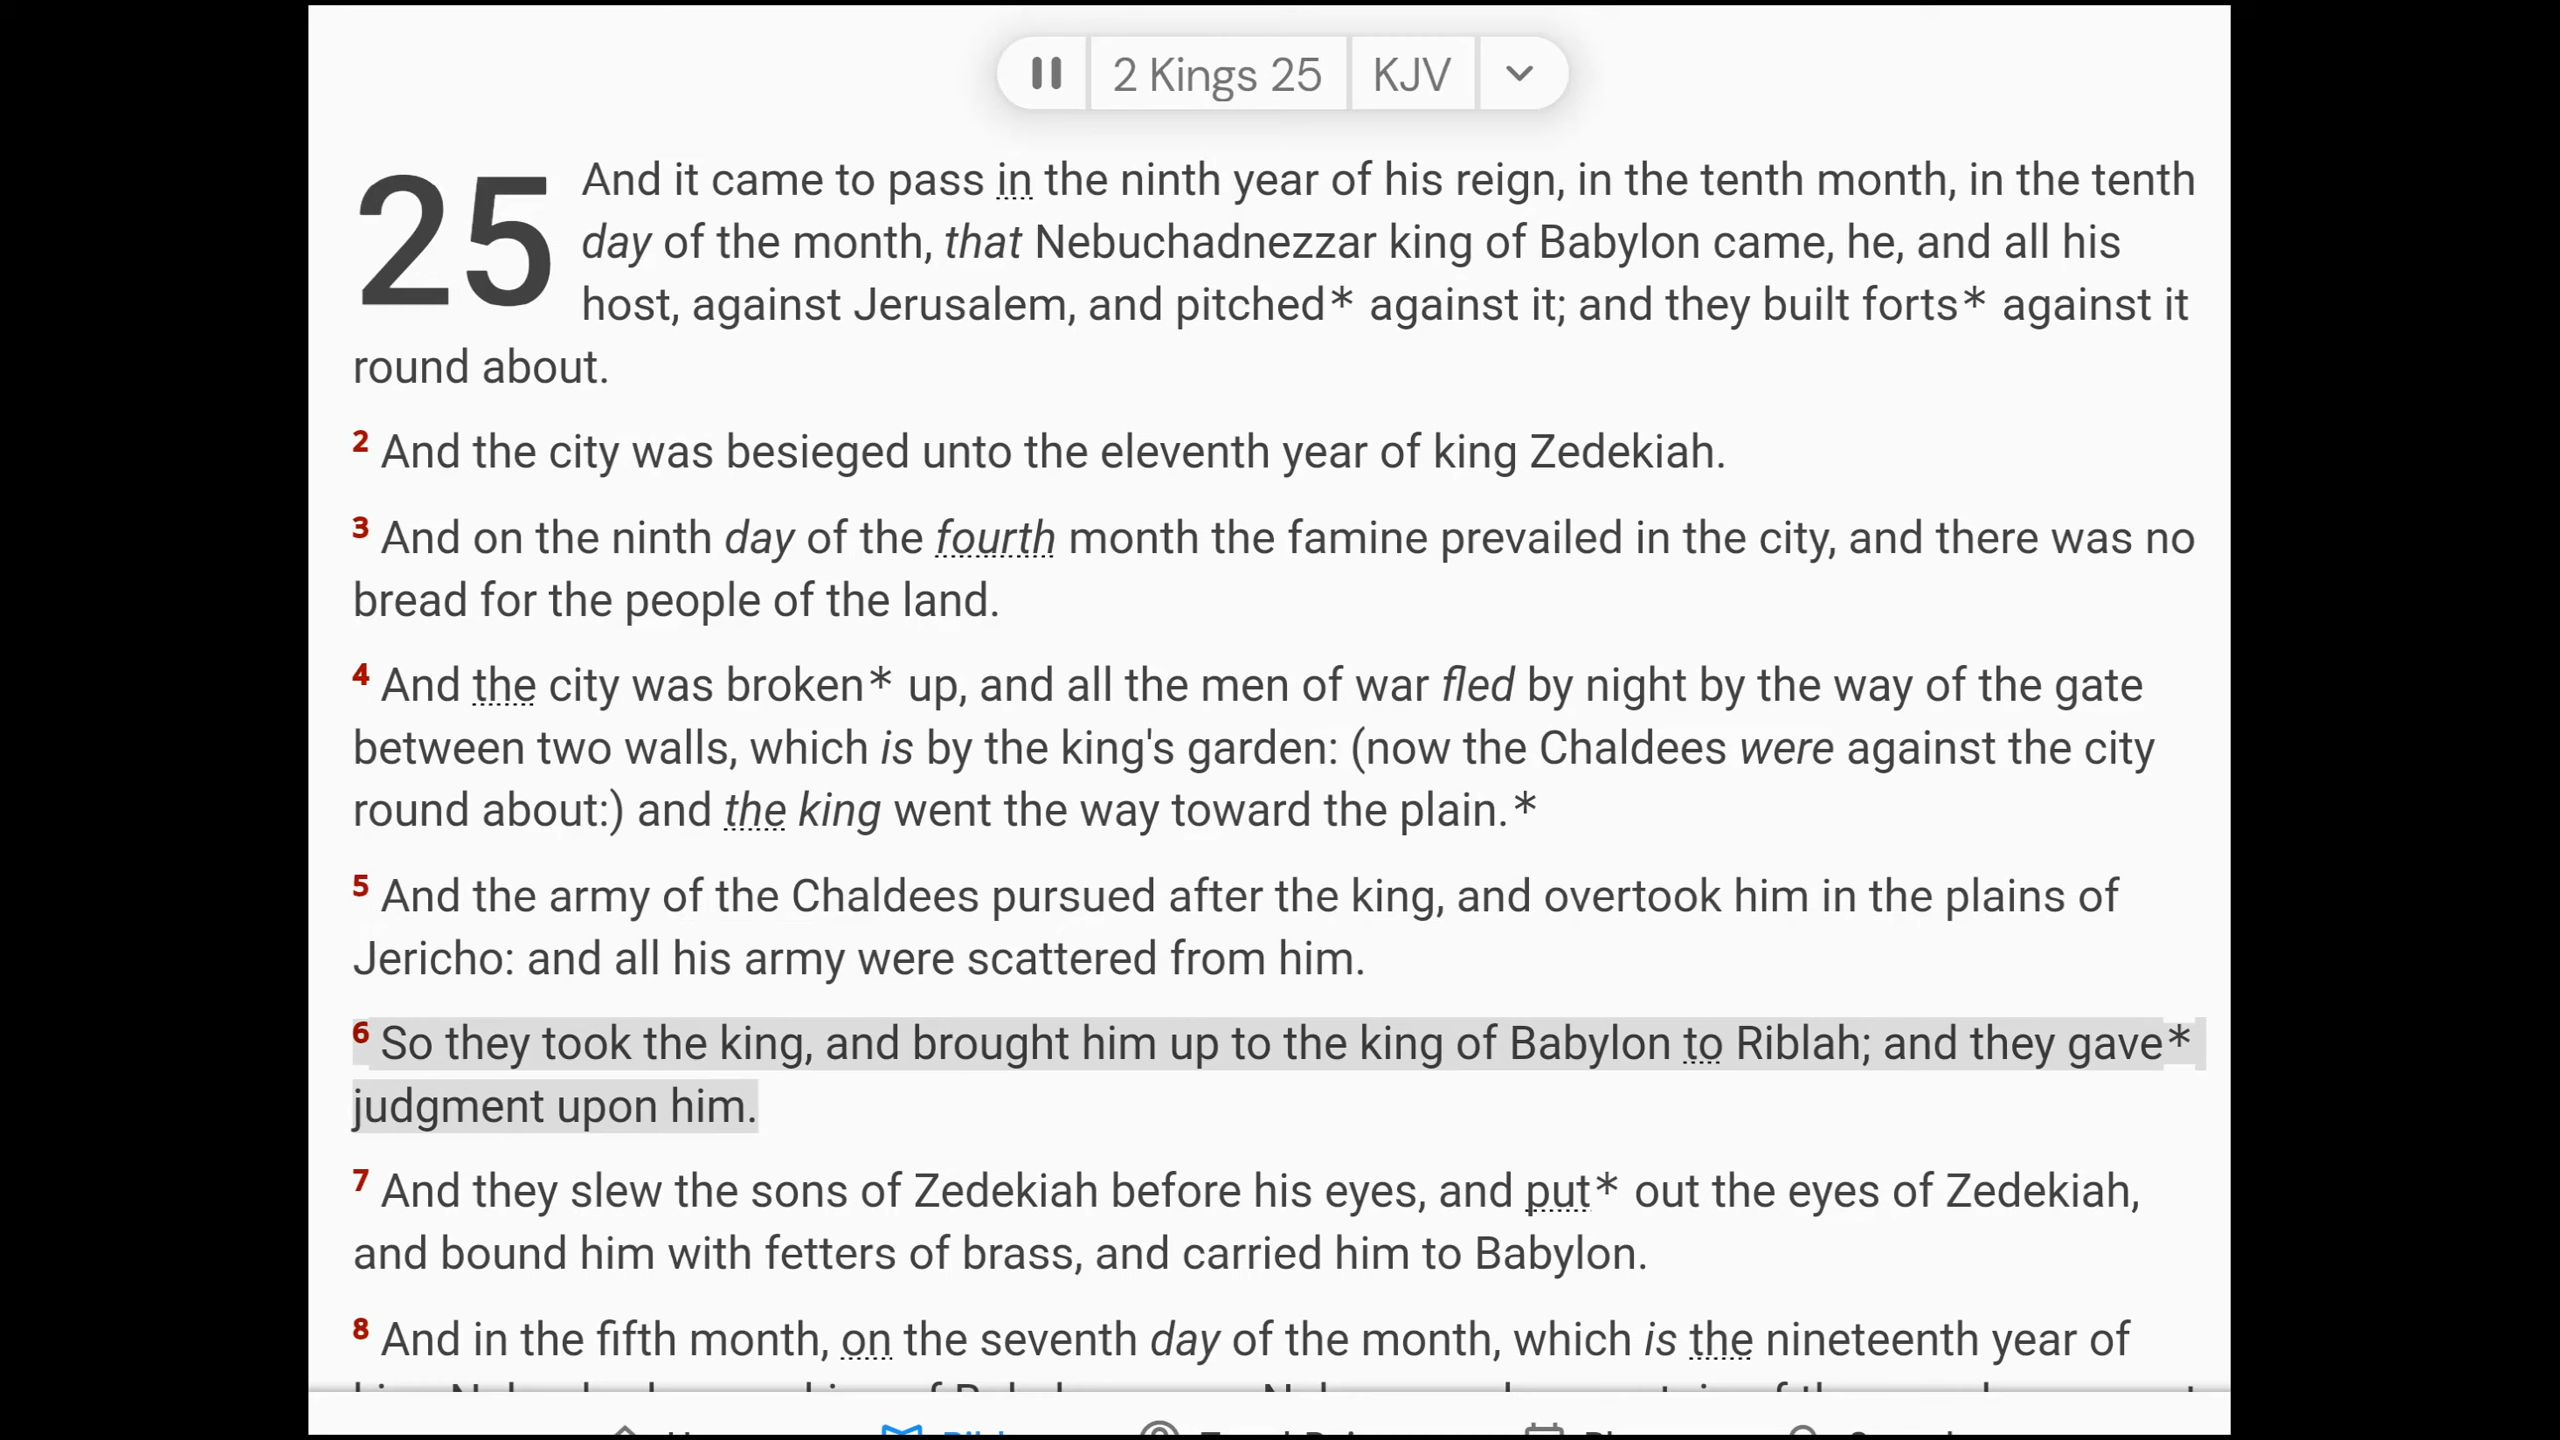 2 Kings 25 KJV
25 And it came to pass in the ninth year of his reign, in the tenth month, in the tenth
day of the month, that Nebuchadnezzar king of Babylon came, he, and all his
host, against Jerusalem, and pitched* against it; and they built forts* against it
round about.
2 And the city was besieged unto the eleventh year of king Zedekiah.
3 And on the ninth day of the fourth month the famine prevailed in the city, and there was no
bread for the people of the land.
4 And the city was broken* up, and all the men of war fled by night by the way of the gate
between two walls, which is by the king's garden: (now the Chaldees were against the city
round about:) and the king went the way toward the plain.*
5 And the army of the Chaldees pursued after the king, and overtook him in the plains of
Jericho: and all his army were scattered from him.
6 So they took the king, and brought him up to the king of Babylon to Riblah; and they gave*
judgment upon him.
7 And they slew the sons of Zedekiah before his eyes, and put* out the eyes of Zedekiah,
and bound him with fetters of brass, and carried him to Babylon.
8 And in the fifth month, on the seventh day of the month, which is the nineteenth year of